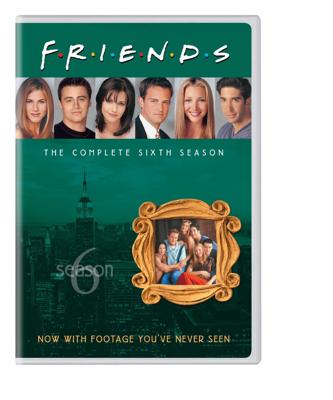 F·R·I·E·N·D·S
THE COMPLETE SIXTH SEASON
season
6
NOW WITH FOOTAGE YOU'VE NEVER SEEN